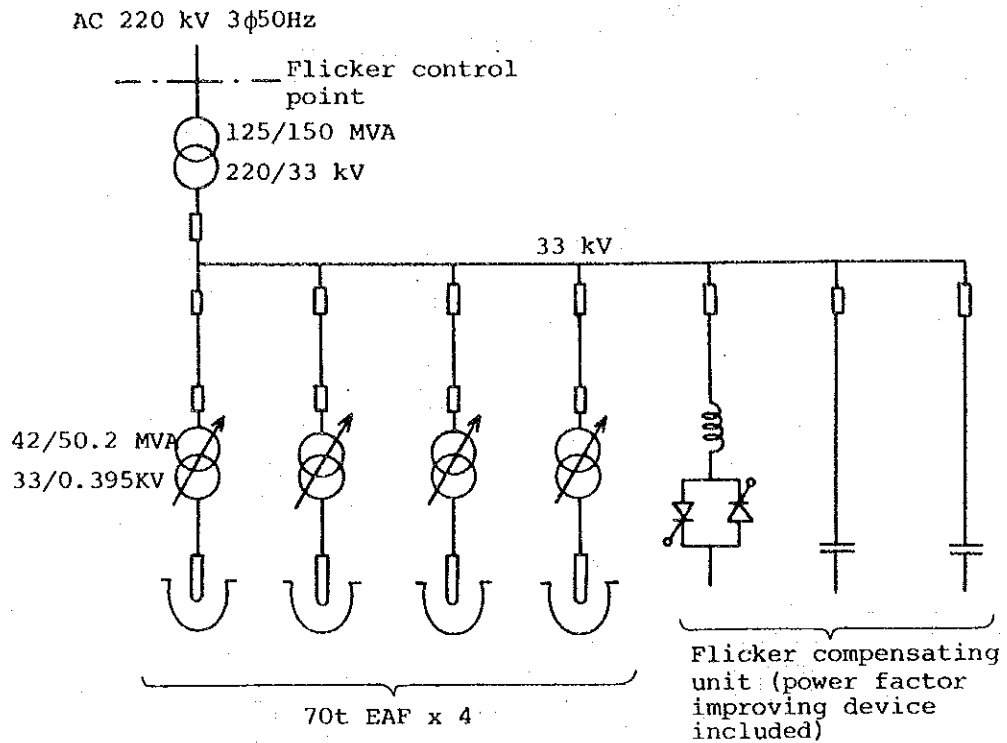 AC 220 kV 3φ50Hz
Flicker control
point
125/150 MVA
220/33 kV
33 kV
42/50.2 MVA
33/0.395KV
70t EAF x 4
Flicker compensating
unit (power factor
improving device
included)